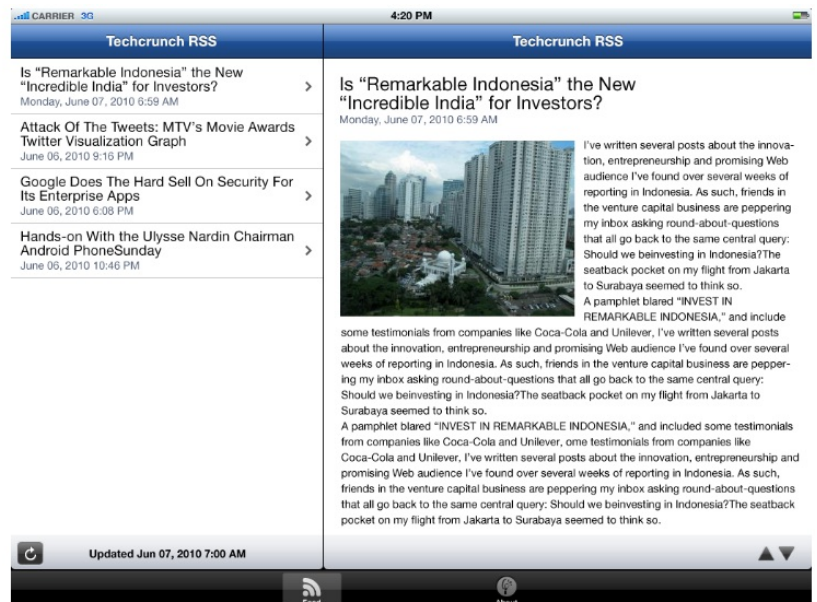 CARRIER 3G
4:20 PM
Techcrunch RSS
Is “Remarkable Indonesia” the New
“Incredible India” for Investors?
Monday, June 07, 2010 6:59 AM
Attack Of The Tweets: MTV's Movie Awards
Twitter Visualization Graph
June 06, 2010 9:16 PM
Google Does The Hard Sell On Security For
Its Enterprise Apps
June 06, 2010 6:08 PM
Hands-on With the Ulysse Nardin Chairman
Android PhoneSunday
June 06, 2010 10:46 PM
Updated Jun 07, 2010 7:00 AM
Techcrunch RSS
Is “Remarkable Indonesia” the New
“Incredible India” for Investors?
Monday, June 07, 2010 6:59 AM
I've written several posts about the innova-
tion, entrepreneurship and promising Web
audience I've found over several weeks of
reporting in Indonesia. As such, friends in
the venture capital business are peppering
my inbox asking round-about-questions
that all go back to the same central query:
Should we beinvesting in Indonesia?The
seatback pocket on my flight from Jakarta
to Surabaya seemed to think so.
A pamphlet blared “INVEST IN
REMARKABLE INDONESIA,” and include
some testimonials from companies like Coca-Cola and Unilever, I've written several posts
about the innovation, entrepreneurship and promising Web audience I've found over several
weeks of reporting in Indonesia. As such, friends in the venture capital business are pepper-
ing my inbox asking round-about-questions that all go back to the same central query:
Should we beinvesting in Indonesia?The seatback pocket on my flight from Jakarta to
Surabaya seemed to think so.
A pamphlet blared “INVEST IN REMARKABLE INDONESIA,” and included some testimonials
from companies like Coca-Cola and Unilever, ome testimonials from companies like
Coca-Cola and Unilever, I've written several posts about the innovation, entrepreneurship and
promising Web audience I've found over several weeks of reporting in Indonesia. As such,
friends in the venture capital business are peppering my inbox asking round-about-questions
that all go back to the same central query: Should we beinvesting in Indonesia?The seatback
pocket on my flight from Jakarta to Surabaya seemed to think so.
Feed
About